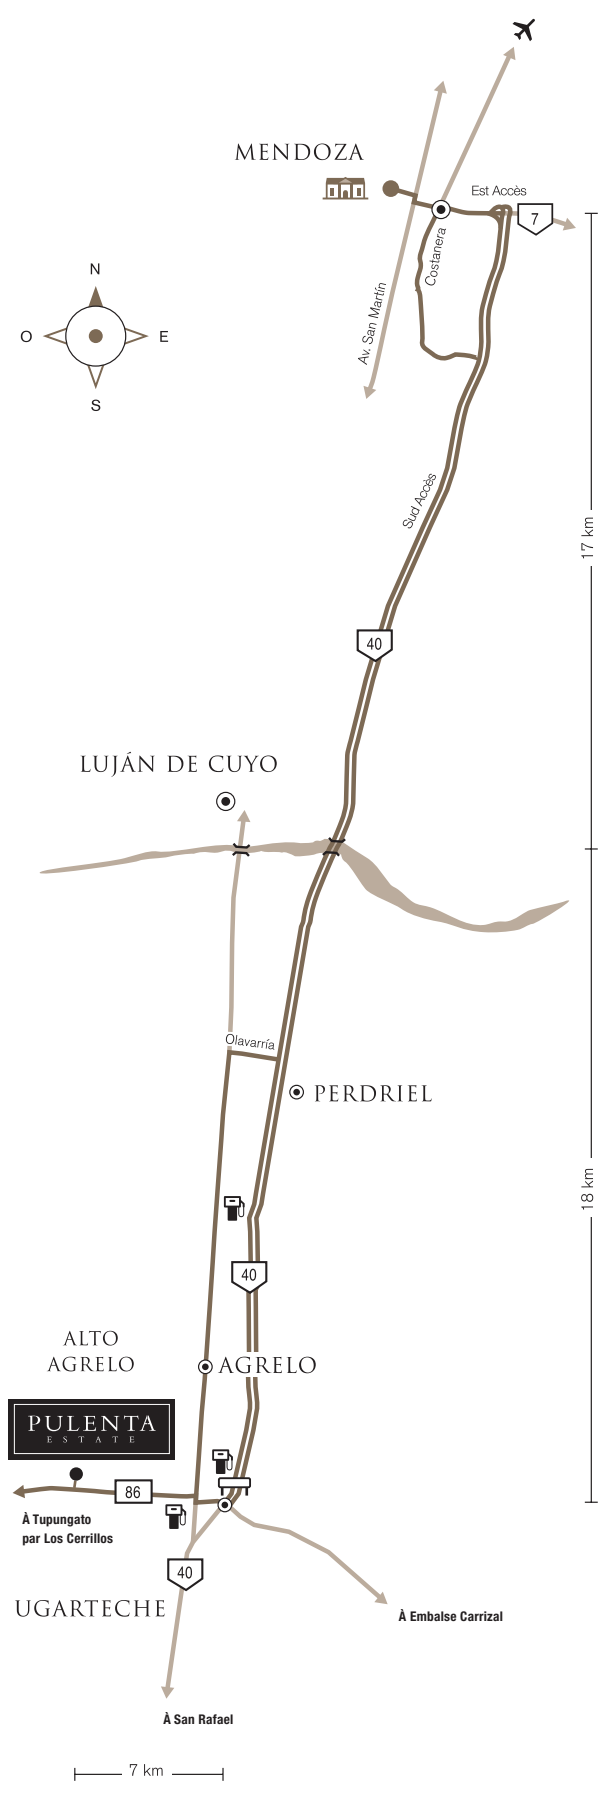 MENDOZA
Est Accès
7
Costanera
Av. San Martín
N
O
E
S
Sud Accès
17 km
40
LUJÁN DE CUYO
Olavarría
PERDRIEL
18 km
40
ALTO
AGRELO
AGRELO
PULENTA
ESTATE
86
À Tupungato
par Los Cerrillos
40
UGARTECHE
À Embalse Carrizal
À San Rafael
7 km